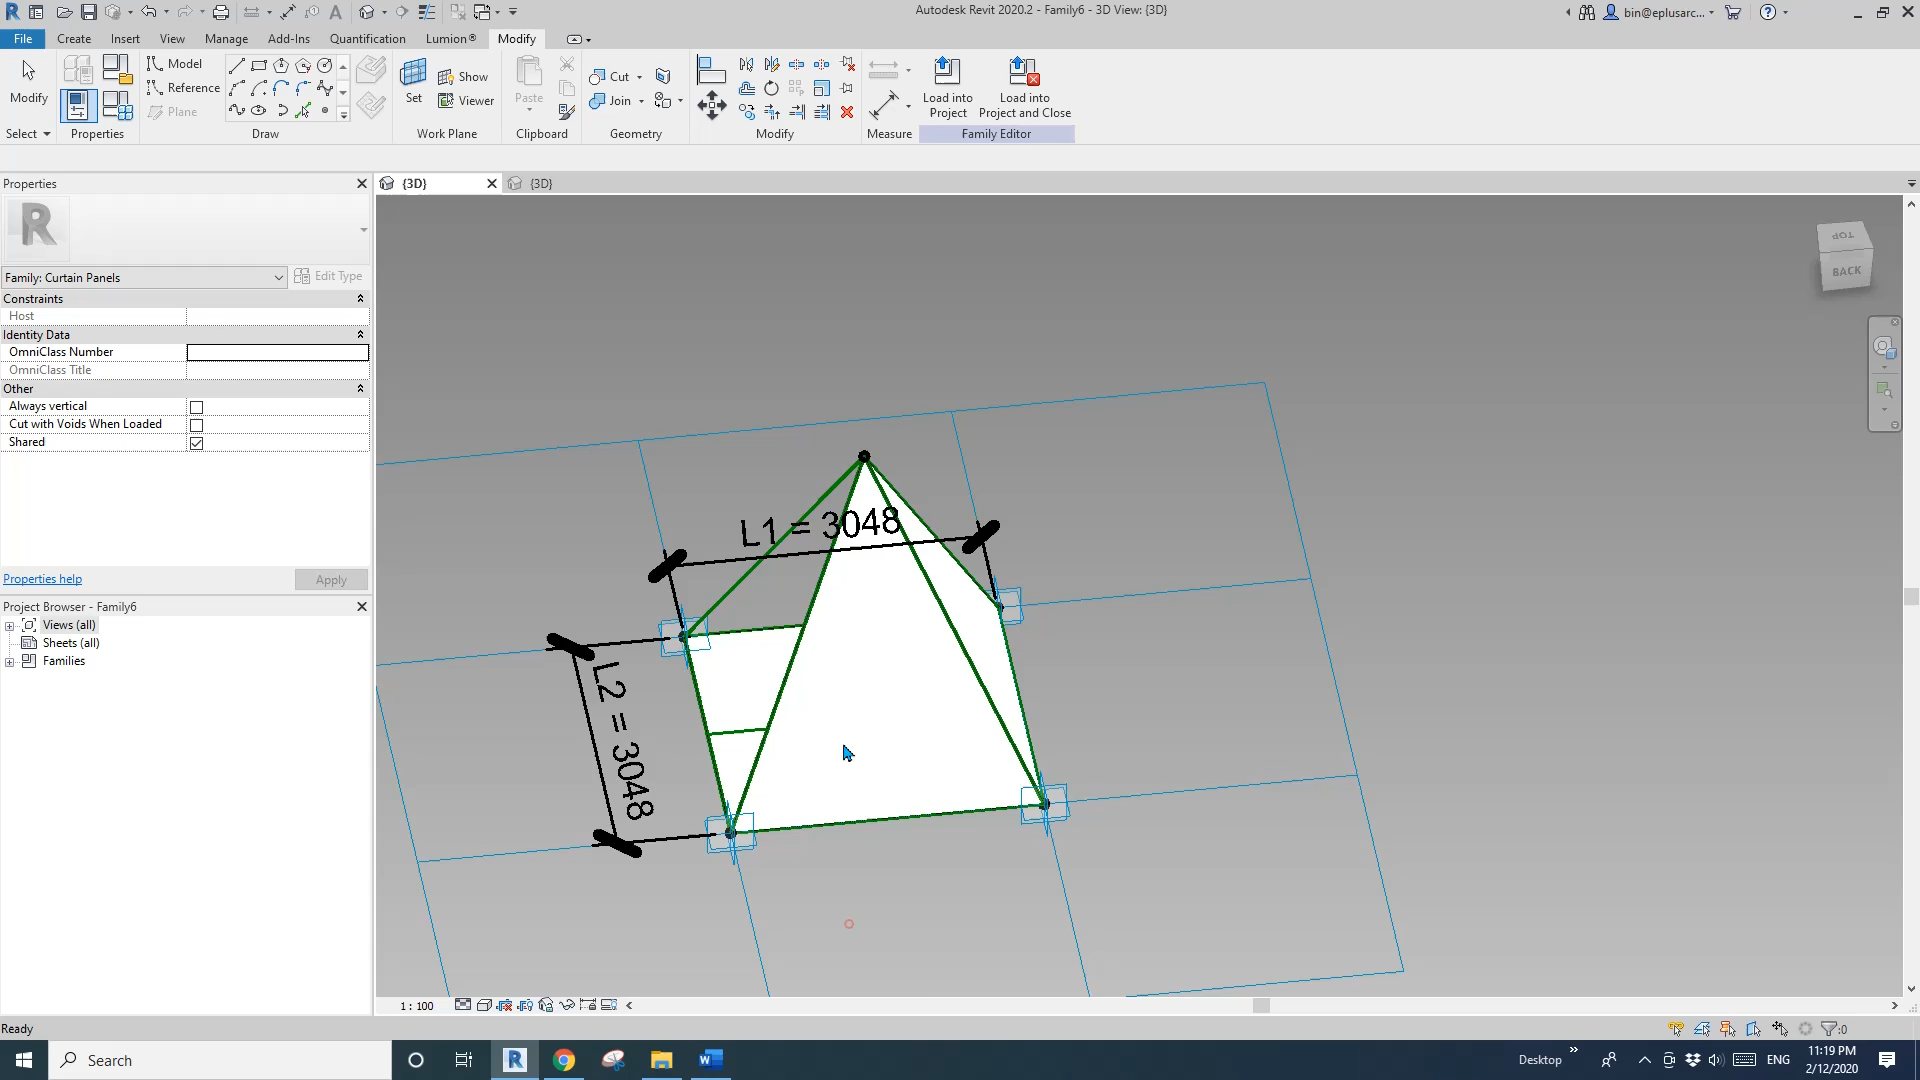 Autodesk Revit 2020.2 - Family6 - 3D View: {3D}
bin@eplusarc...
File
Create
Insert
View
Manage
Add-Ins
Quantification
Lumion®
Modify
Modify
Select
Properties
Model
Reference
Plane
Draw
Set
Show
Viewer
Work Plane
Paste
Clipboard
Cut
Join
Geometry
Modify
Measure
Load into
Project
Load into
Project and Close
Family Editor
Properties
{3D}
{3D}
Family: Curtain Panels
Edit Type
Constraints
Host
Identity Data
OmniClass Number
OmniClass Title
Other
Always vertical
Cut with Voids When Loaded
Shared
Properties help
Apply
Project Browser - Family6
Views (all)
Sheets (all)
Families
TOP
BACK
L1 = 3048
L2 = 3048
1 : 100
Ready
:0
Search
Desktop
ENG
11:19 PM
2/12/2020